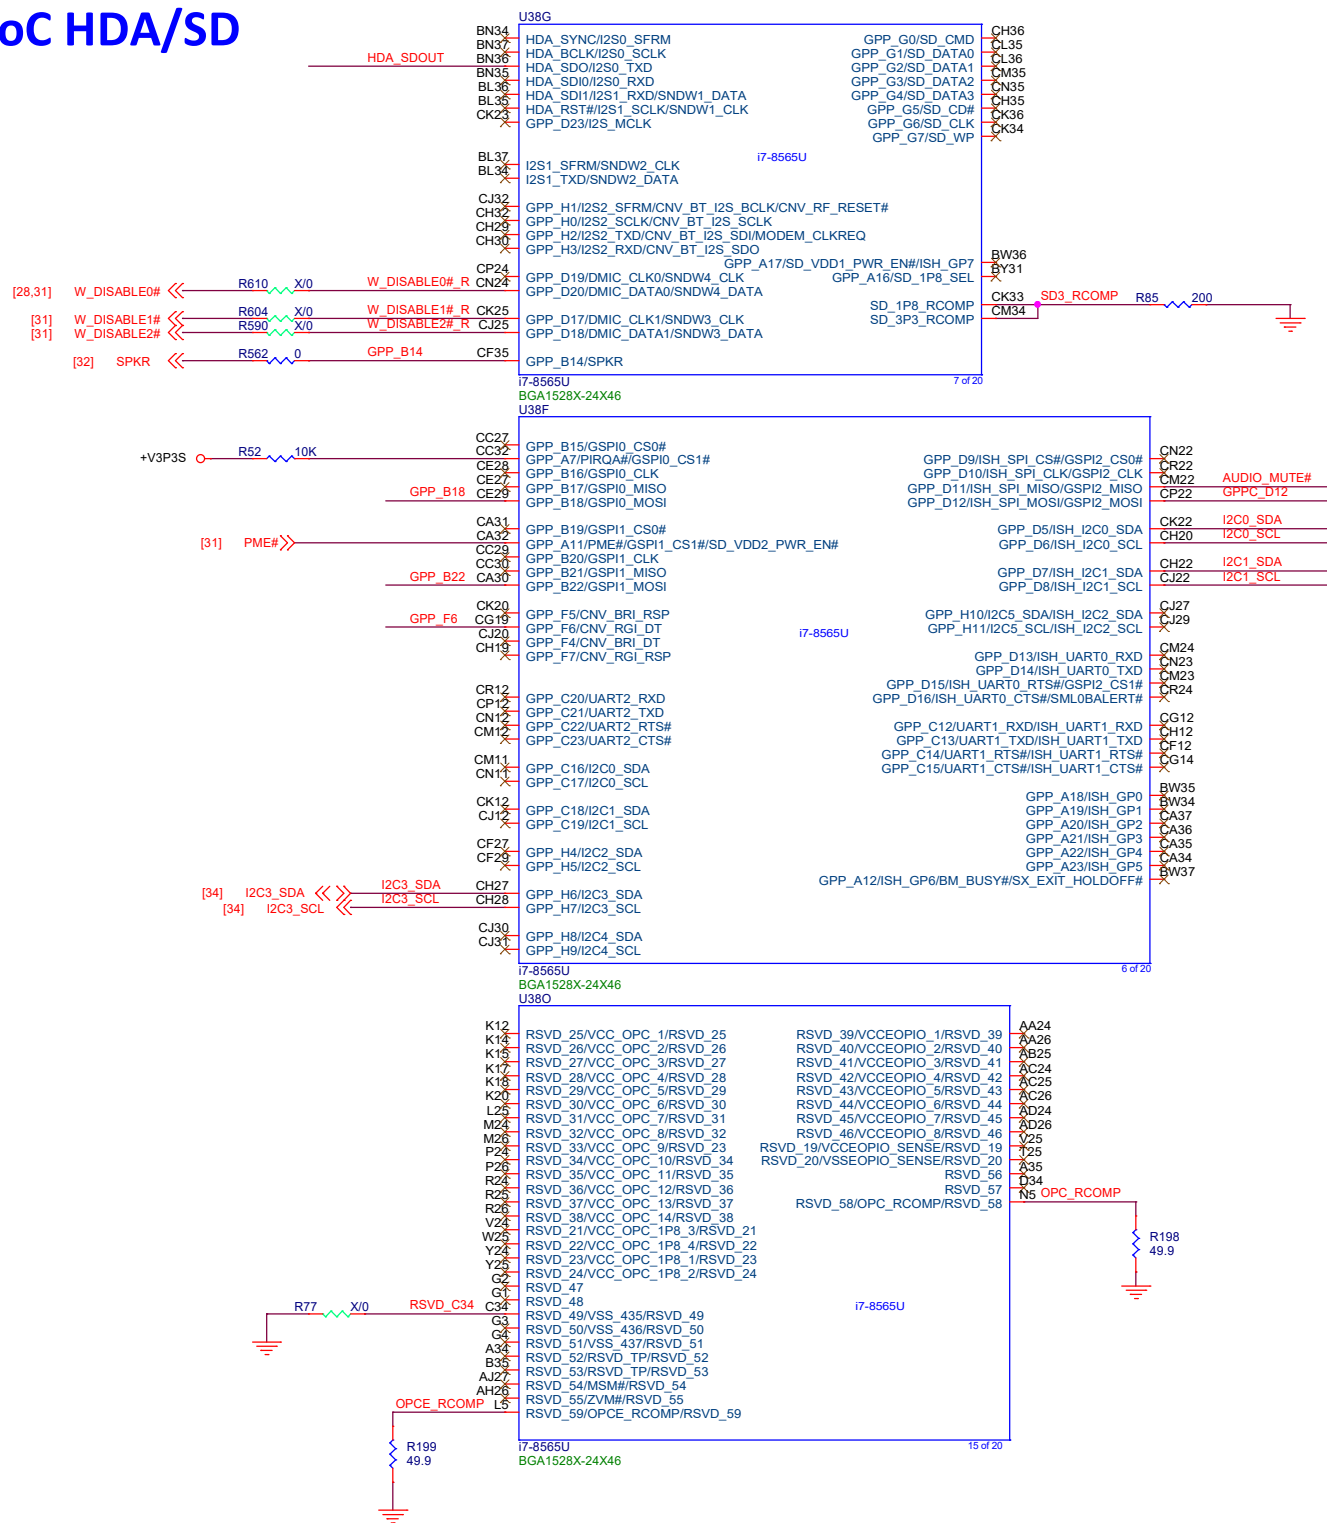 oC HDA/SD
U38G
BN34 HDA_SYNC/I2S0_SFRM GPP_G0/SD_CMD CH36
BN37 HDA_BCLK/I2S0_SCLK GPP_G1/SD_DATA0 CL35
HDA_SDOUT BN36 HDA_SDO/I2S0_TXD GPP_G2/SD_DATA1 CL36
BN35 HDA_SDI0/I2S0_RXD GPP_G3/SD_DATA2 CM35
BL36 HDA_SDI1/I2S1_RXD/SNDW1_DATA GPP_G4/SD_DATA3 CN35
BL35 HDA_RST#/I2S1_SCLK/SNDW1_CLK GPP_G5/SD_CD# CH35
CK23 GPP_D23/I2S_MCLK GPP_G6/SD_CLK CK36
GPP_G7/SD_WP CK34
i7-8565U
BL37 I2S1_SFRM/SNDW2_CLK
BL34 I2S1_TXD/SNDW2_DATA
CJ32 GPP_H1/I2S2_SFRM/CNV_BT_I2S_BCLK/CNV_RF_RESET#
CH32 GPP_H0/I2S2_SCLK/CNV_BT_I2S_SCLK
CH29 GPP_H2/I2S2_TXD/CNV_BT_I2S_SDI/MODEM_CLKREQ
CH30 GPP_H3/I2S2_RXD/CNV_BT_I2S_SDO
GPP_A17/SD_VDD1_PWR_EN#/ISH_GP7 BW36
CP24 GPP_D19/DMIC_CLK0/SNDW4_CLK GPP_A16/SD_1P8_SEL BY31
[28,31] W_DISABLE0# R610 X/0 W_DISABLE0#_R CN24 GPP_D20/DMIC_DATA0/SNDW4_DATA
SD_1P8_RCOMP CK33 SD3_RCOMP R85 200
[31] W_DISABLE1# R604 X/0 W_DISABLE1#_R CK25 GPP_D17/DMIC_CLK1/SNDW3_CLK SD_3P3_RCOMP CM34
[31] W_DISABLE2# R590 X/0 W_DISABLE2#_R CJ25 GPP_D18/DMIC_DATA1/SNDW3_DATA
[32] SPKR R562 0 GPP_B14 CF35 GPP_B14/SPKR
i7-8565U 7 of 20
BGA1528X-24X46
U38F
CC27 GPP_B15/GSPI0_CS0#
+V3P3S R52 10K CC32 GPP_A7/PIRQA#/GSPI0_CS1# GPP_D9/ISH_SPI_CS#/GSPI2_CS0# CN22
CE28 GPP_B16/GSPI0_CLK GPP_D10/ISH_SPI_CLK/GSPI2_CLK CR22
CE27 GPP_B17/GSPI0_MISO GPP_D11/ISH_SPI_MISO/GSPI2_MISO CM22 AUDIO_MUTE#
GPP_B18 CE29 GPP_B18/GSPI0_MOSI GPP_D12/ISH_SPI_MOSI/GSPI2_MOSI CP22 GPPC_D12
CA31 GPP_B19/GSPI1_CS0# GPP_D5/ISH_I2C0_SDA CK22 I2C0_SDA
[31] PME# CA32 GPP_A11/PME#/GSPI1_CS1#/SD_VDD2_PWR_EN# GPP_D6/ISH_I2C0_SCL CH20 I2C0_SCL
CC29 GPP_B20/GSPI1_CLK
CC30 GPP_B21/GSPI1_MISO GPP_D7/ISH_I2C1_SDA CH22 I2C1_SDA
GPP_B22 CA30 GPP_B22/GSPI1_MOSI GPP_D8/ISH_I2C1_SCL CJ22 I2C1_SCL
CK20 GPP_F5/CNV_BRI_RSP GPP_H10/I2C5_SDA/ISH_I2C2_SDA CJ27
GPP_F6 CG19 GPP_F6/CNV_RGI_DT GPP_H11/I2C5_SCL/ISH_I2C2_SCL CJ29
i7-8565U
CJ20 GPP_F4/CNV_BRI_DT
CH19 GPP_F7/CNV_RGI_RSP GPP_D13/ISH_UART0_RXD CM24
GPP_D14/ISH_UART0_TXD CN23
GPP_D15/ISH_UART0_RTS#/GSPI2_CS1# CM23
CR12 GPP_C20/UART2_RXD GPP_D16/ISH_UART0_CTS#/SML0BALERT# CR24
CP12 GPP_C21/UART2_TXD
CN12 GPP_C22/UART2_RTS# GPP_C12/UART1_RXD/ISH_UART1_RXD CG12
CM12 GPP_C23/UART2_CTS# GPP_C13/UART1_TXD/ISH_UART1_TXD CH12
GPP_C14/UART1_RTS#/ISH_UART1_RTS# CF12
CM11 GPP_C16/I2C0_SDA GPP_C15/UART1_CTS#/ISH_UART1_CTS# CG14
CN11 GPP_C17/I2C0_SCL
GPP_A18/ISH_GP0 BW35
CK12 GPP_C18/I2C1_SDA GPP_A19/ISH_GP1 BW34
CJ12 GPP_C19/I2C1_SCL GPP_A20/ISH_GP2 CA37
GPP_A21/ISH_GP3 CA36
CF27 GPP_H4/I2C2_SDA GPP_A22/ISH_GP4 CA35
CF29 GPP_H5/I2C2_SCL GPP_A23/ISH_GP5 CA34
GPP_A12/ISH_GP6/BM_BUSY#/SX_EXIT_HOLDOFF# BW37
[34] I2C3_SDA I2C3_SDA CH27 GPP_H6/I2C3_SDA
[34] I2C3_SCL I2C3_SCL CH28 GPP_H7/I2C3_SCL
CJ30 GPP_H8/I2C4_SDA
CJ31 GPP_H9/I2C4_SCL
i7-8565U 6 of 20
BGA1528X-24X46
U38O
K12 RSVD_25/VCC_OPC_1/RSVD_25 RSVD_39/VCCEOPIO_1/RSVD_39 AA24
K14 RSVD_26/VCC_OPC_2/RSVD_26 RSVD_40/VCCEOPIO_2/RSVD_40 AA26
K15 RSVD_27/VCC_OPC_3/RSVD_27 RSVD_41/VCCEOPIO_3/RSVD_41 AB25
K17 RSVD_28/VCC_OPC_4/RSVD_28 RSVD_42/VCCEOPIO_4/RSVD_42 AC24
K18 RSVD_29/VCC_OPC_5/RSVD_29 RSVD_43/VCCEOPIO_5/RSVD_43 AC25
K20 RSVD_30/VCC_OPC_6/RSVD_30 RSVD_44/VCCEOPIO_6/RSVD_44 AC26
L25 RSVD_31/VCC_OPC_7/RSVD_31 RSVD_45/VCCEOPIO_7/RSVD_45 AD24
M24 RSVD_32/VCC_OPC_8/RSVD_32 RSVD_46/VCCEOPIO_8/RSVD_46 AD26
M26 RSVD_33/VCC_OPC_9/RSVD_23 RSVD_19/VCCEOPIO_SENSE/RSVD_19 V25
P24 RSVD_34/VCC_OPC_10/RSVD_34 RSVD_20/VSSEOPIO_SENSE/RSVD_20 T25
P26 RSVD_35/VCC_OPC_11/RSVD_35 RSVD_56 A35
R24 RSVD_36/VCC_OPC_12/RSVD_36 RSVD_57 D34
R25 RSVD_37/VCC_OPC_13/RSVD_37 RSVD_58/OPC_RCOMP/RSVD_58 N5 OPC_RCOMP
R26 RSVD_38/VCC_OPC_14/RSVD_38
V24 RSVD_21/VCC_OPC_1P8_3/RSVD_21
W25 RSVD_22/VCC_OPC_1P8_4/RSVD_22 R198
Y24 RSVD_23/VCC_OPC_1P8_1/RSVD_23 49.9
Y25 RSVD_24/VCC_OPC_1P8_2/RSVD_24
G2 RSVD_47
G1 RSVD_48
i7-8565U
R77 X/0 RSVD_C34 C34 RSVD_49/VSS_435/RSVD_49
G3 RSVD_50/VSS_436/RSVD_50
G4 RSVD_51/VSS_437/RSVD_51
A34 RSVD_52/RSVD_TP/RSVD_52
B35 RSVD_53/RSVD_TP/RSVD_53
AJ27 RSVD_54/MSM#/RSVD_54
AH26 RSVD_55/ZVM#/RSVD_55
OPCE_RCOMP L5 RSVD_59/OPCE_RCOMP/RSVD_59
i7-8565U 15 of 20
BGA1528X-24X46
R199
49.9